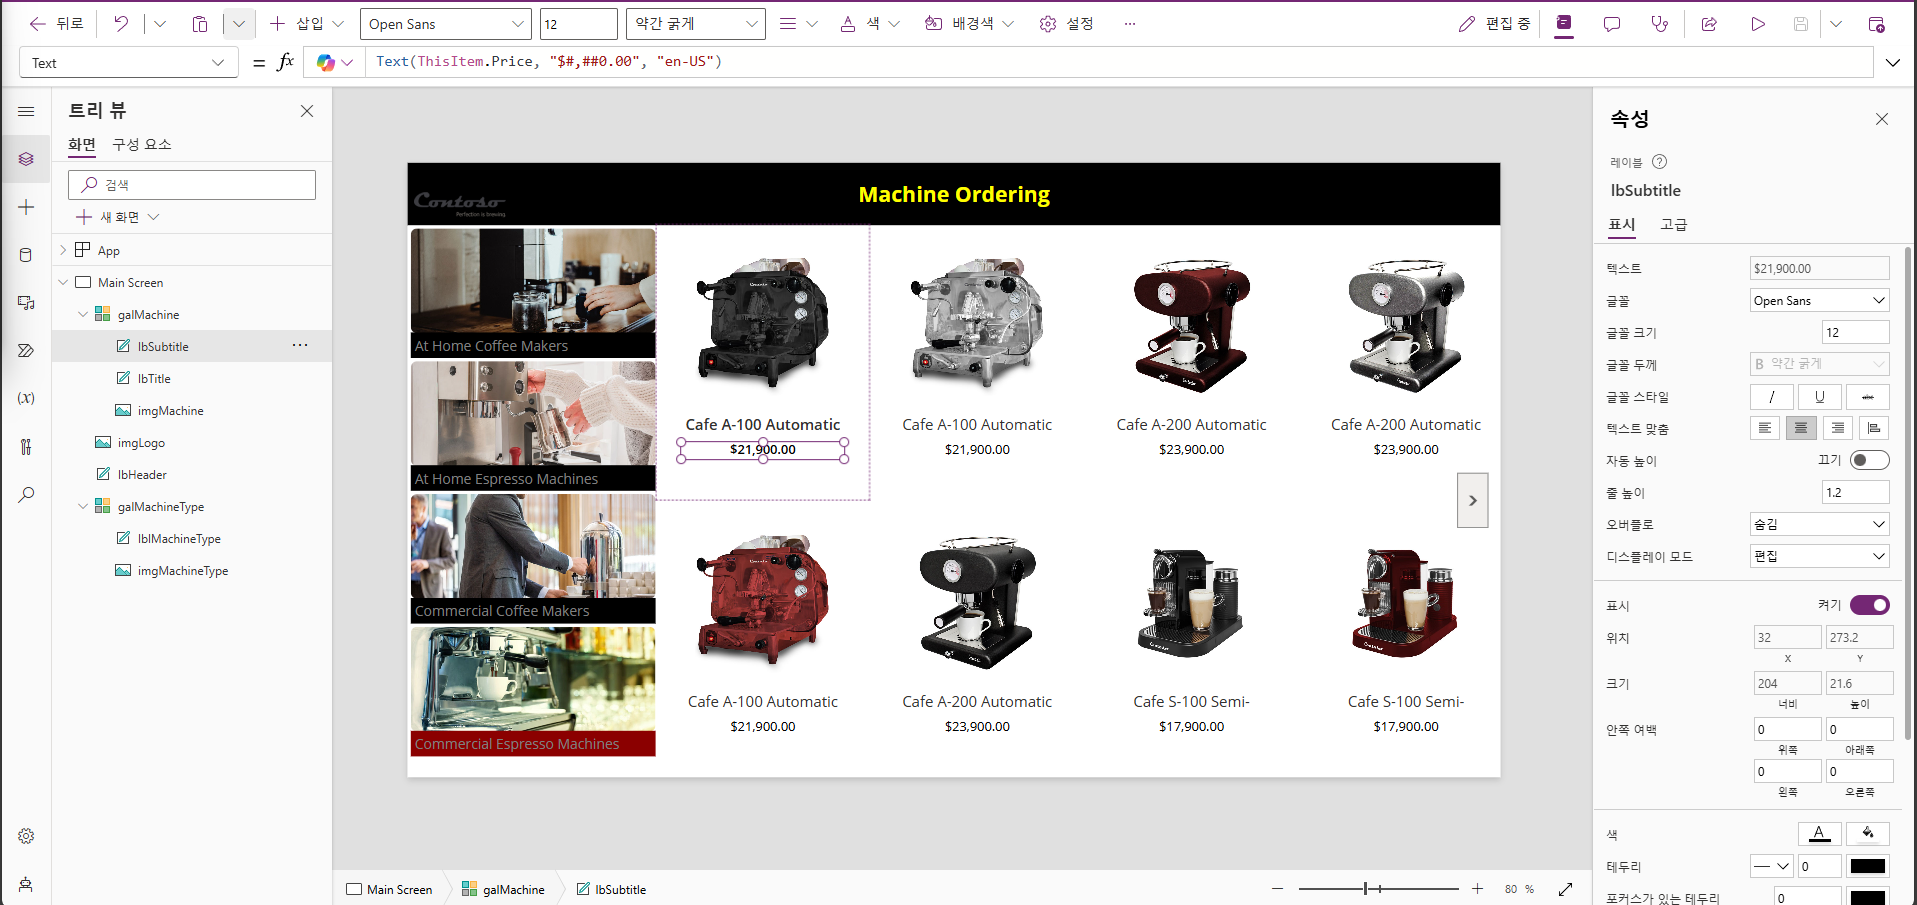 뒤로
삽입
Open Sans
12
약간 굵게
색
배경색
설정
편집 중
Text
= fx
Text(ThisItem.Price, "$#,##0.00", "en-US")
트리 뷰
화면 구성 요소
검색
새 화면
App
Main Screen
galMachine
lbSubtitle
lbTitle
imgMachine
imgLogo
lbHeader
galMachineType
lblMachineType
imgMachineType
(x)
Contoso
Perfection is brewing
Machine Ordering
At Home Coffee Makers
At Home Espresso Machines
Commercial Coffee Makers
Commercial Espresso Machines
Cafe A-100 Automatic
$21,900.00
Cafe A-100 Automatic
$21,900.00
Cafe A-200 Automatic
$23,900.00
Cafe A-200 Automatic
$23,900.00
Cafe A-100 Automatic
$21,900.00
Cafe A-200 Automatic
$23,900.00
Cafe S-100 Semi-
$17,900.00
Cafe S-100 Semi-
$17,900.00
Main Screen
galMachine
lbSubtitle
80 %
속성
레이블
lbSubtitle
표시 고급
텍스트 $21,900.00
글꼴 Open Sans
글꼴 크기 12
글꼴 두께 B 약간 굵게
글꼴 스타일 / U abc
텍스트 맞춤
자동 높이 끄기
줄 높이 1.2
오버플로 숨김
디스플레이 모드 편집
표시 켜기
위치 32 273.2
X Y
크기 204 21.6
너비 높이
안쪽 여백 0 0
위쪽 아래쪽
0 0
왼쪽 오른쪽
색 A
테두리 0
포커스가 있는 테두리 0